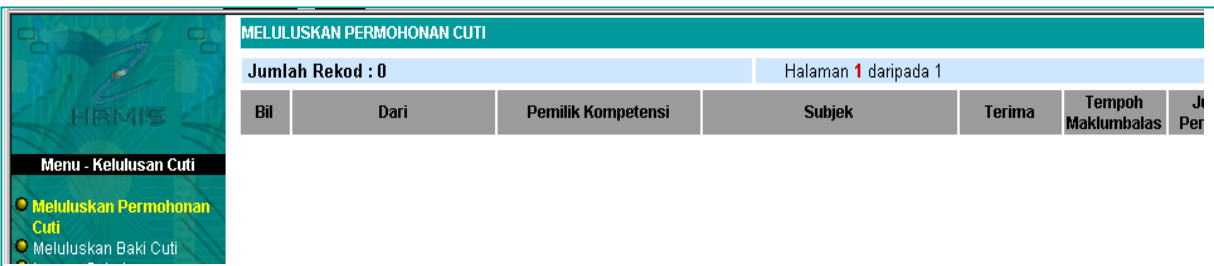 MELULUSKAN PERMOHONAN CUTI
Jumlah Rekod : 0 Halaman 1 daripada 1
Bil Dari Pemilik Kompetensi Subjek Terima Tempoh Maklumbalas
HRMIS
Menu - Kelulusan Cuti
Meluluskan Permohonan
Cuti
Meluluskan Baki Cuti